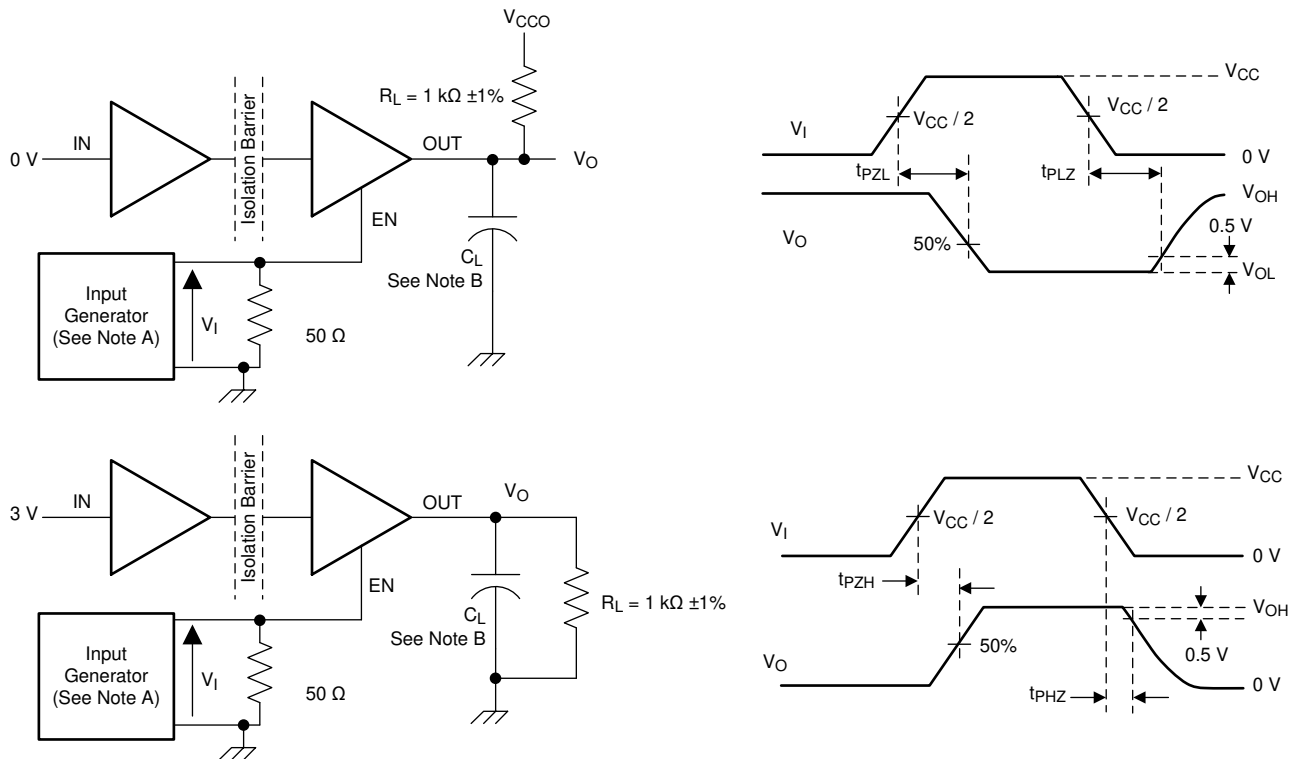 V_CCO
R_L = 1 kΩ ±1%
0 V
IN
Isolation Barrier
OUT
V_O
EN
C_L
See Note B
Input
Generator
(See Note A)
V_I
50 Ω
V_CC
V_CC / 2
V_CC / 2
V_I
0 V
t_PZL
t_PLZ
V_OH
0.5 V
V_O
50%
V_OL
3 V
IN
Isolation Barrier
OUT
V_O
EN
C_L
See Note B
R_L = 1 kΩ ±1%
Input
Generator
(See Note A)
V_I
50 Ω
V_CC
V_CC / 2
V_CC / 2
V_I
0 V
t_PZH
V_OH
0.5 V
50%
V_O
0 V
t_PHZ